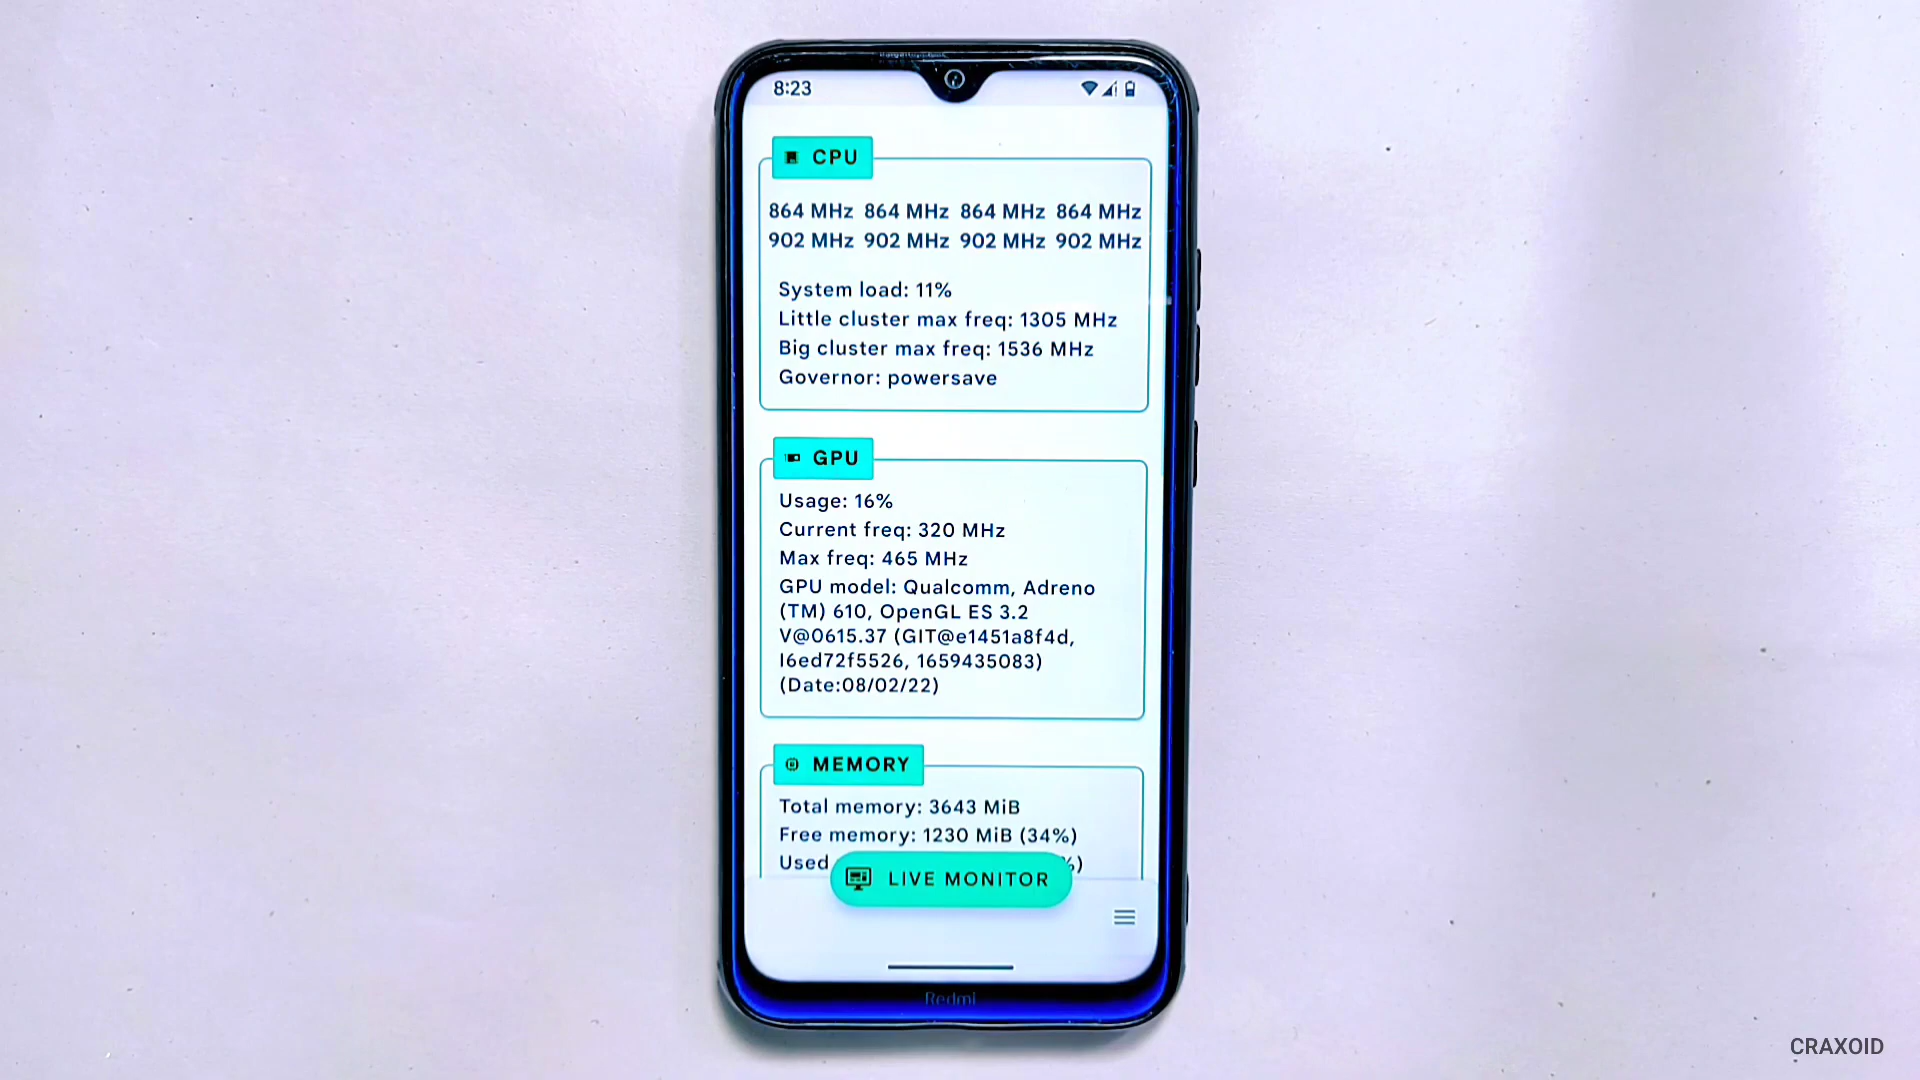 8:23
CPU
864 MHz 864 MHz 864 MHz 864 MHz
902 MHz 902 MHz 902 MHz 902 MHz
System load: 11%
Little cluster max freq: 1305 MHz
Big cluster max freq: 1536 MHz
Governor: powersave
GPU
Usage: 16%
Current freq: 320 MHz
Max freq: 465 MHz
GPU model: Qualcomm, Adreno
(TM) 610, OpenGL ES 3.2
V@0615.37 (GIT@e1451a8f4d,
I6ed72f5526, 1659435083)
(Date:08/02/22)
MEMORY
Total memory: 3643 MiB
Free memory: 1230 MiB (34%)
Used %)
LIVE MONITOR
Redmi
CRAXOID